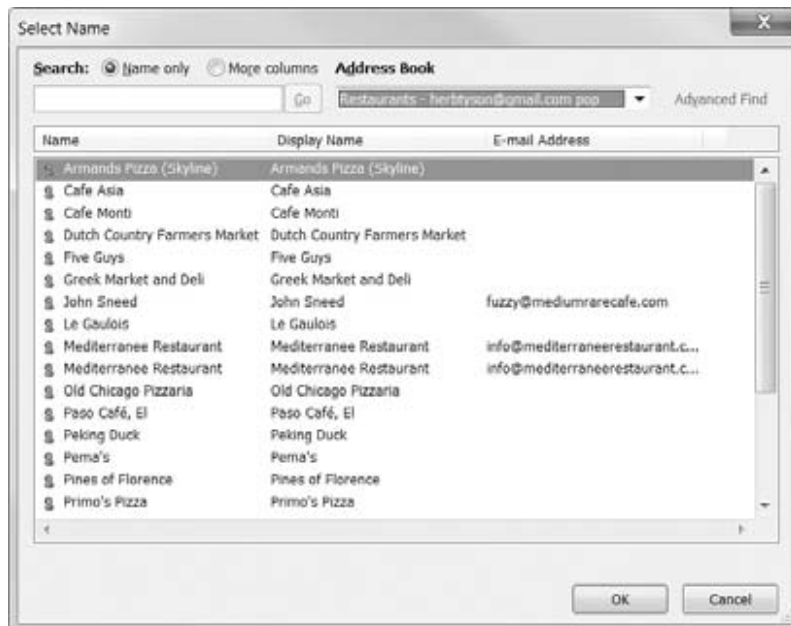 Select Name
Search: Name only More columns Address Book
Go Restaurants - herbtyson@gmail.com pop Advanced Find
Name Display Name E-mail Address
Armands Pizza (Skyline) Armands Pizza (Skyline)
Cafe Asia Cafe Asia
Cafe Monti Cafe Monti
Dutch Country Farmers Market Dutch Country Farmers Market
Five Guys Five Guys
Greek Market and Deli Greek Market and Deli
John Sneed John Sneed fuzzy@mediumrarecafe.com
Le Gaulois Le Gaulois
Mediterranee Restaurant Mediterranee Restaurant info@mediterraneerestaurant.c...
Mediterranee Restaurant Mediterranee Restaurant info@mediterraneerestaurant.c...
Old Chicago Pizzaria Old Chicago Pizzaria
Paso Café, El Paso Café, El
Peking Duck Peking Duck
Pema's Pema's
Pines of Florence Pines of Florence
Primo's Pizza Primo's Pizza
OK Cancel